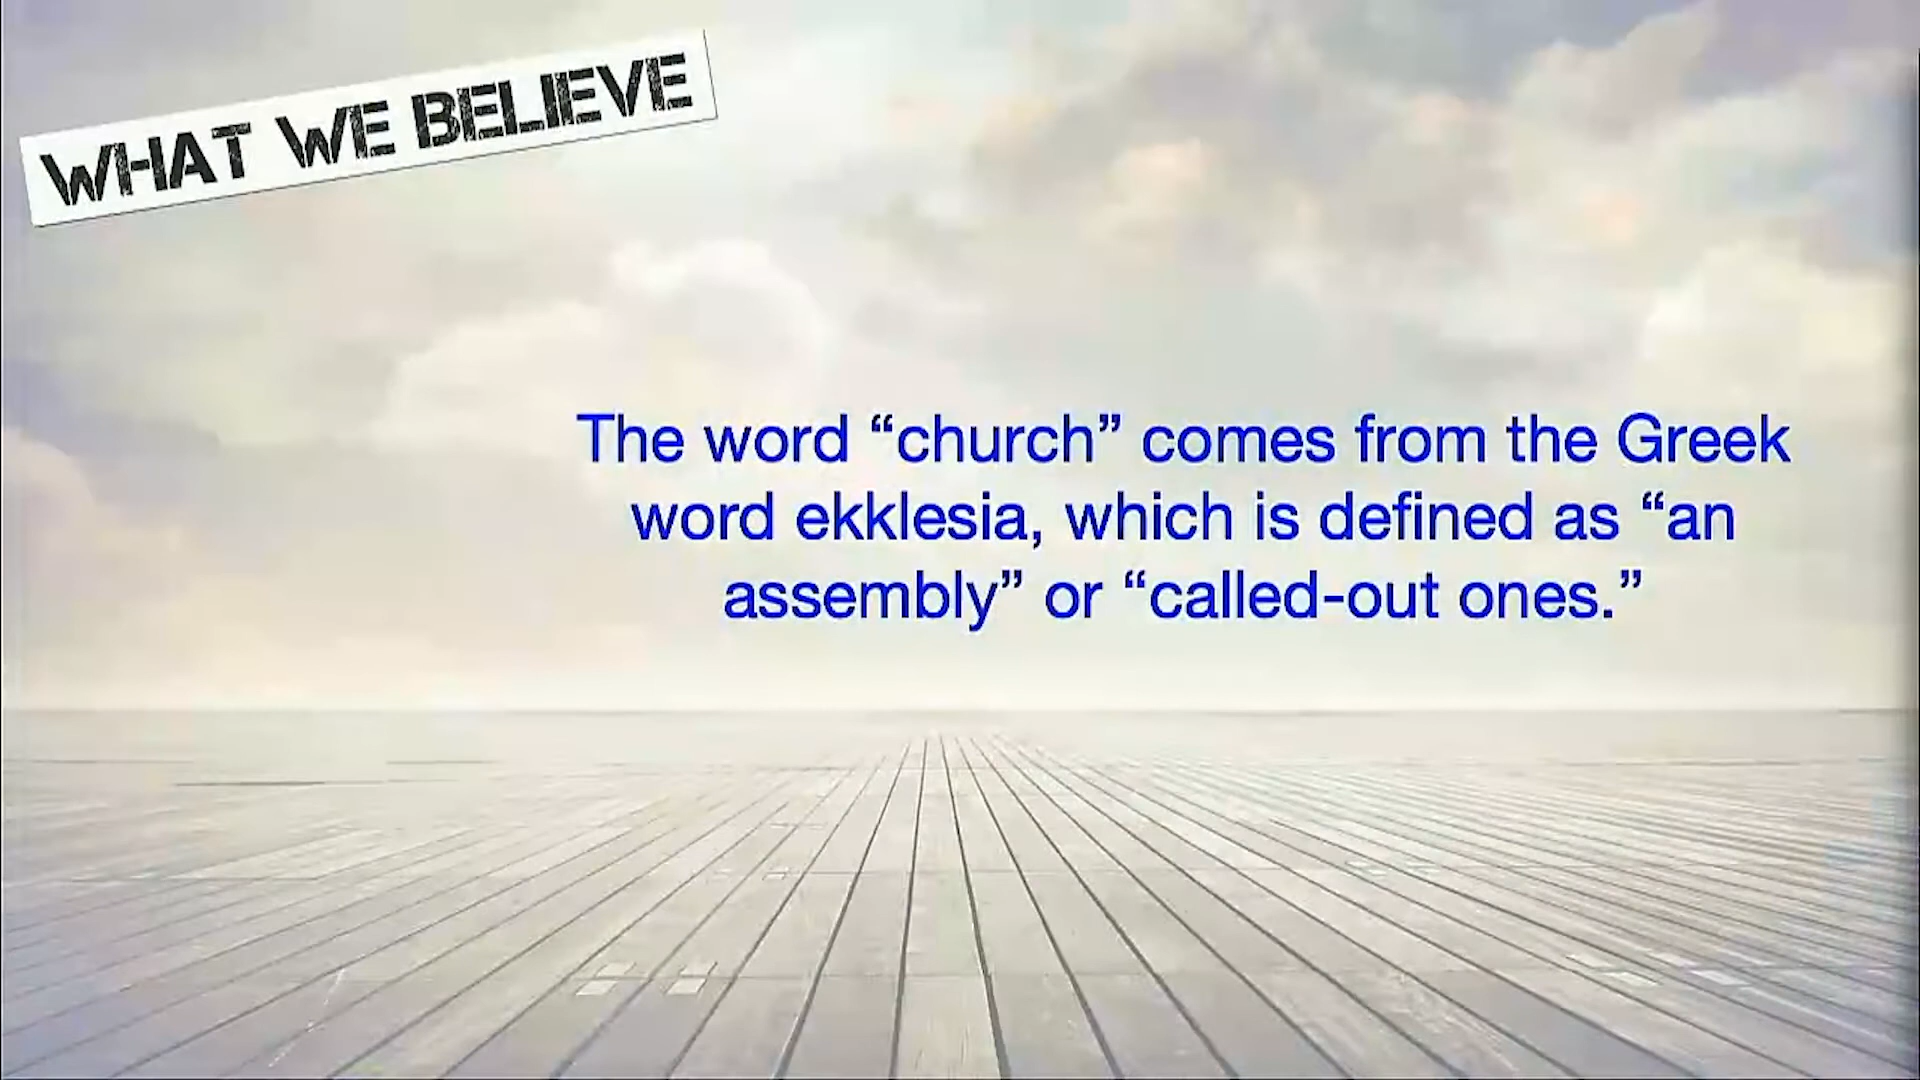 WHAT WE BELIEVE
The word “church” comes from the Greek
word ekklesia, which is defined as “an
assembly” or “called-out ones.”